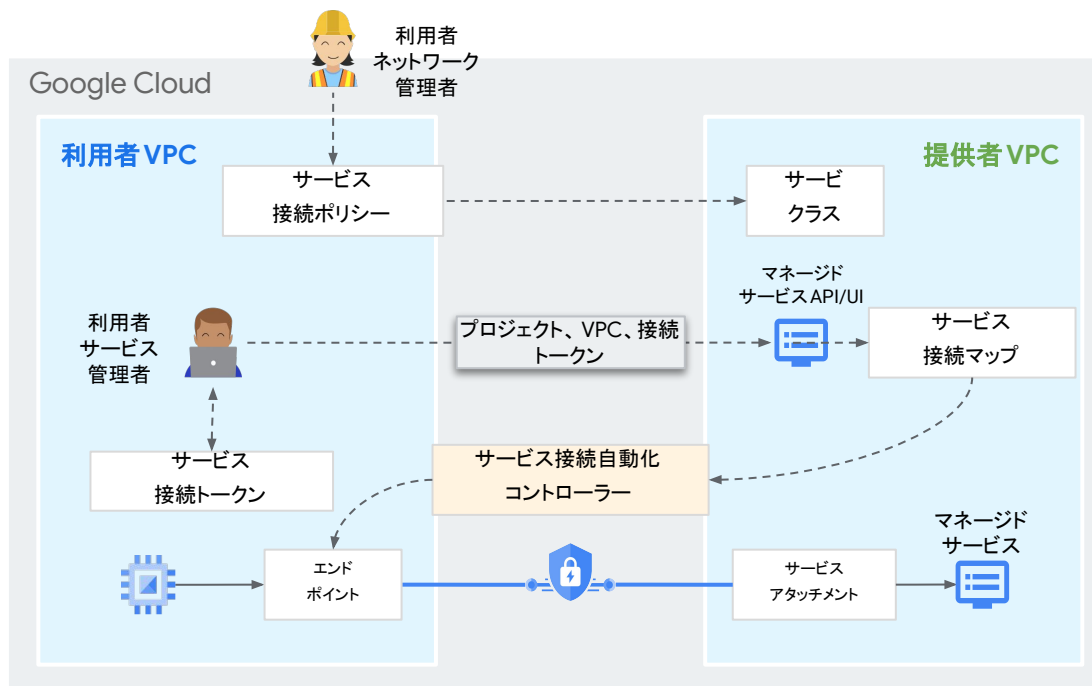 利用者
ネットワーク
管理者
Google Cloud
利用者 VPC
提供者 VPC
サービス
接続ポリシー
サービ
クラス
マネージド
サービス API/UI
利用者
サービス
管理者
プロジェクト、VPC、接続
トークン
サービス
接続マップ
サービス
接続トークン
サービス接続自動化
コントローラー
マネージド
サービス
エンド
ポイント
サービス
アタッチメント